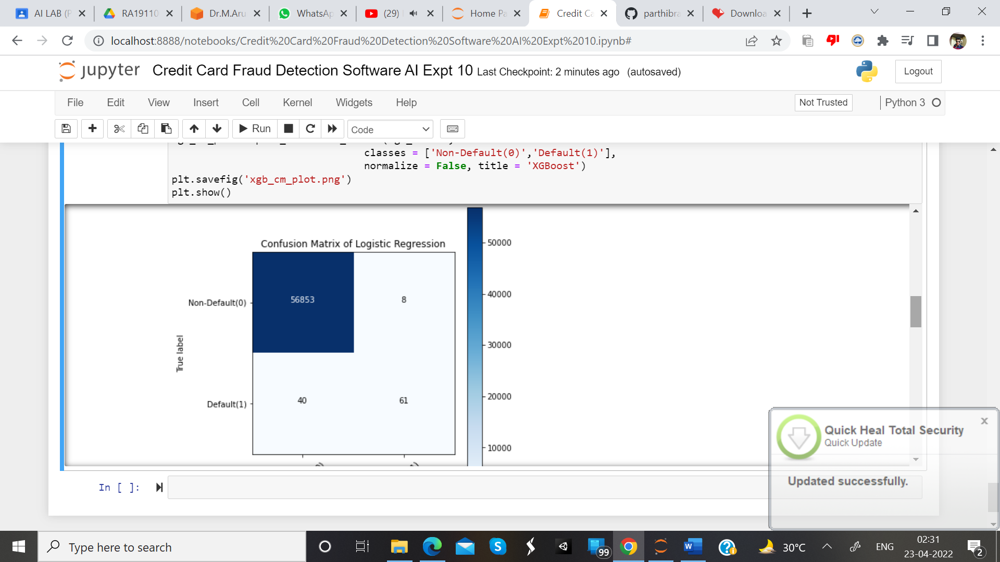 AI LAB (P
RA19110
Dr.M.Aru
WhatsAp
(29)
Home Pa
Credit Ca
parthibra
Downloa
localhost:8888/notebooks/Credit%20Card%20Fraud%20Detection%20Software%20AI%20Expt%2010.ipynb#
jupyter Credit Card Fraud Detection Software AI Expt 10 Last Checkpoint: 2 minutes ago (autosaved)
Logout
File Edit View Insert Cell Kernel Widgets Help
Not Trusted
Python 3
Run
Code
classes = ['Non-Default(0)','Default(1)'],
normalize = False, title = 'XGBoost')
plt.savefig('xgb_cm_plot.png')
plt.show()
Confusion Matrix of Logistic Regression
50000
40000
30000
20000
10000
Non-Default(0)
56853 8
True label
Default(1)
40 61
In [ ]:
Quick Heal Total Security
Quick Update
Updated successfully.
Type here to search
99
30°C
ENG
02:31
23-04-2022
2